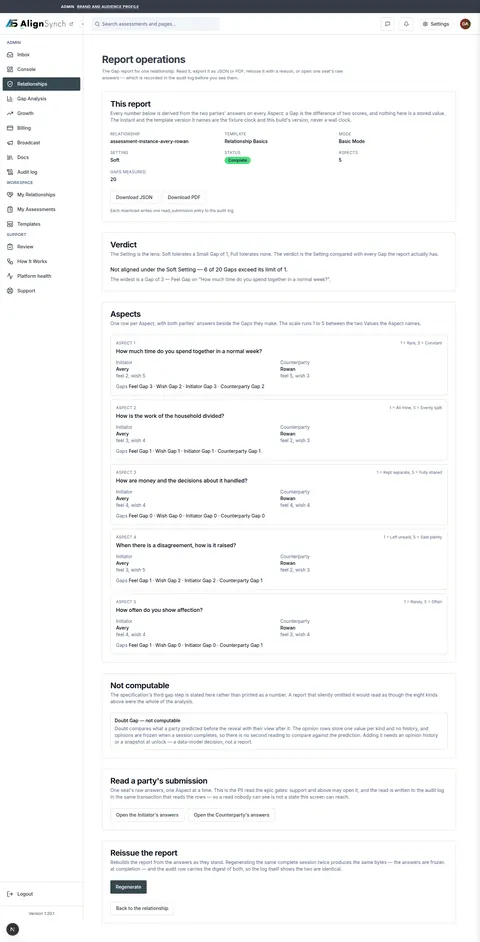 ADMIN BRAND AND AUDIENCE PROFILE
AlignSynch
Search assessments and pages...
Settings
GA
ADMIN
Inbox
Console
Relationships
Gap Analysis
Growth
Billing
Broadcast
Docs
Audit log
WORKSPACE
My Relationships
My Assessments
Templates
SUPPORT
Review
How It Works
Platform health
Support
Logout
Version 1.20.1
Report operations
The Gap report for one relationship. Read it, export it as JSON or PDF, reissue it with a reason, or open one seat's raw
answers — which is recorded in the audit log before you see them.
This report
Every number below is derived from the two parties' answers on every Aspect: a Gap is the difference of two scores, and nothing here is a stored value.
The instant and the template version it names are the fixture clock and this build's version, never a wall clock.
RELATIONSHIP
assessment-instance-avery-rowan
TEMPLATE
Relationship Basics
MODE
Basic Mode
SETTING
Soft
STATUS
Complete
ASPECTS
5
GAPS MEASURED
20
Download JSON
Download PDF
Each download writes one read_submission entry to the audit log.
Verdict
The Setting is the lens: Soft tolerates a Small Gap of 1, Full tolerates none. The verdict is the Setting compared with every Gap the report actually has.
Not aligned under the Soft Setting — 6 of 20 Gaps exceed its limit of 1.
The widest is a Gap of 3 — Feel Gap on "How much time do you spend together in a normal week?".
Aspects
One row per Aspect, with both parties' answers beside the Gaps they make. The scale runs 1 to 5 between the two Values the Aspect names.
ASPECT 1
1 = Rare, 5 = Constant
How much time do you spend together in a normal week?
Initiator
Avery
feel 2, wish 5
Counterparty
Rowan
feel 5, wish 3
Gaps Feel Gap 3 · Wish Gap 2 · Initiator Gap 3 · Counterparty Gap 2
ASPECT 2
1 = All mine, 5 = Evenly split
How is the work of the household divided?
Initiator
Avery
feel 3, wish 4
Counterparty
Rowan
feel 2, wish 3
Gaps Feel Gap 1 · Wish Gap 1 · Initiator Gap 1 · Counterparty Gap 1
ASPECT 3
1 = Kept separate, 5 = Fully shared
How are money and the decisions about it handled?
Initiator
Avery
feel 4, wish 4
Counterparty
Rowan
feel 4, wish 4
Gaps Feel Gap 0 · Wish Gap 0 · Initiator Gap 0 · Counterparty Gap 0
ASPECT 4
1 = Left unsaid, 5 = Said plainly
When there is a disagreement, how is it raised?
Initiator
Avery
feel 3, wish 5
Counterparty
Rowan
feel 2, wish 3
Gaps Feel Gap 1 · Wish Gap 2 · Initiator Gap 2 · Counterparty Gap 1
ASPECT 5
1 = Rarely, 5 = Often
How often do you show affection?
Initiator
Avery
feel 4, wish 4
Counterparty
Rowan
feel 3, wish 4
Gaps Feel Gap 1 · Wish Gap 0 · Initiator Gap 0 · Counterparty Gap 1
Not computable
The specification's third gap step is stated here rather than printed as a number. A report that silently omitted it would read as though the eight kinds
above were the whole of the analysis.
Doubt Gap — not computable
Doubt compares what a party predicted before the reveal with their view after it. The opinion rows store one value per kind and no history, and
opinions are frozen when a session completes, so there is no second reading to compare against the prediction. Adding it needs an opinion history
or a snapshot at unlock — a data-model decision, not a report.
Read a party's submission
One seat's raw answers, one Aspect at a time. This is the PII read the epic gates: support and above may open it, and the read is written to the audit log
in the same transaction that reads the rows — so a read nobody can see is not a state this screen can reach.
Open the Initiator's answers
Open the Counterparty's answers
Reissue the report
Rebuilds the report from the answers as they stand. Regenerating the same complete session twice produces the same bytes — the answers are frozen
at completion — and the audit row carries the digest of both, so the log itself shows the two are identical.
Regenerate
Back to the relationship